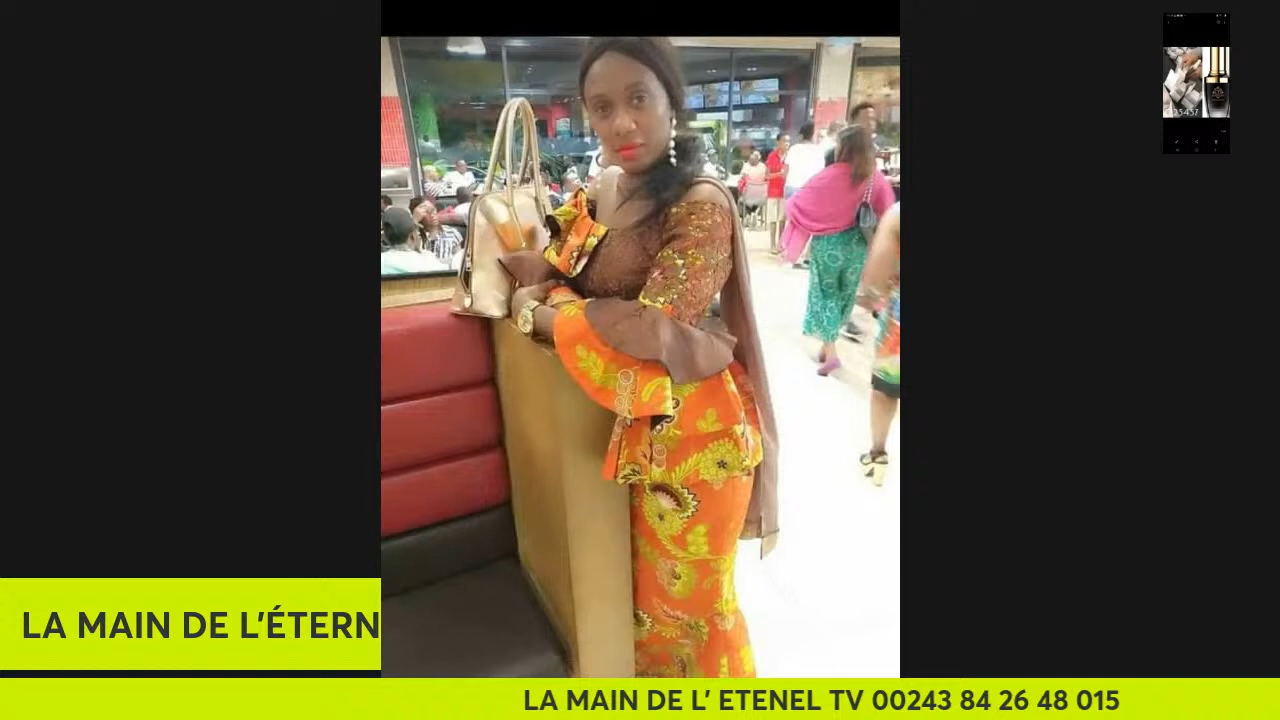 LA MAIN DE L'ÉTERN
LA MAIN DE L' ETENEL TV 00243 84 26 48 015